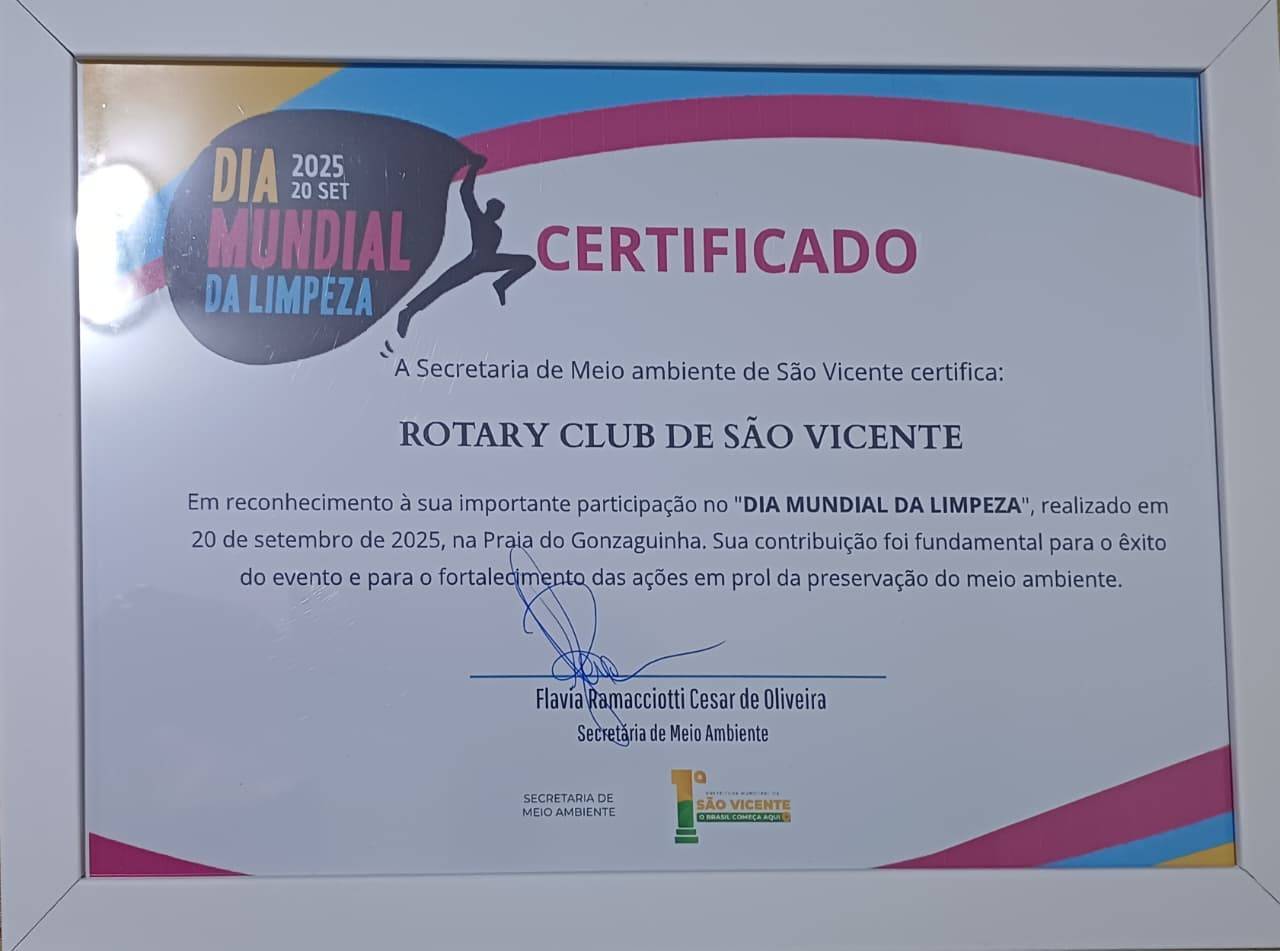 DIA 2025
20 SET
MUNDIAL
DA LIMPEZA
CERTIFICADO
A Secretaria de Meio ambiente de São Vicente certifica:
ROTARY CLUB DE SÃO VICENTE
Em reconhecimento à sua importante participação no "DIA MUNDIAL DA LIMPEZA", realizado em
20 de setembro de 2025, na Praia do Gonzaguinha. Sua contribuição foi fundamental para o êxito
do evento e para o fortalecimento das ações em prol da preservação do meio ambiente.
Flavia Ramacciotti Cesar de Oliveira
Secretária de Meio Ambiente
SECRETARIA DE
MEIO AMBIENTE
1ª
PREFEITURA MUNICIPAL DE
SÃO VICENTE
O BRASIL COMEÇA AQUI